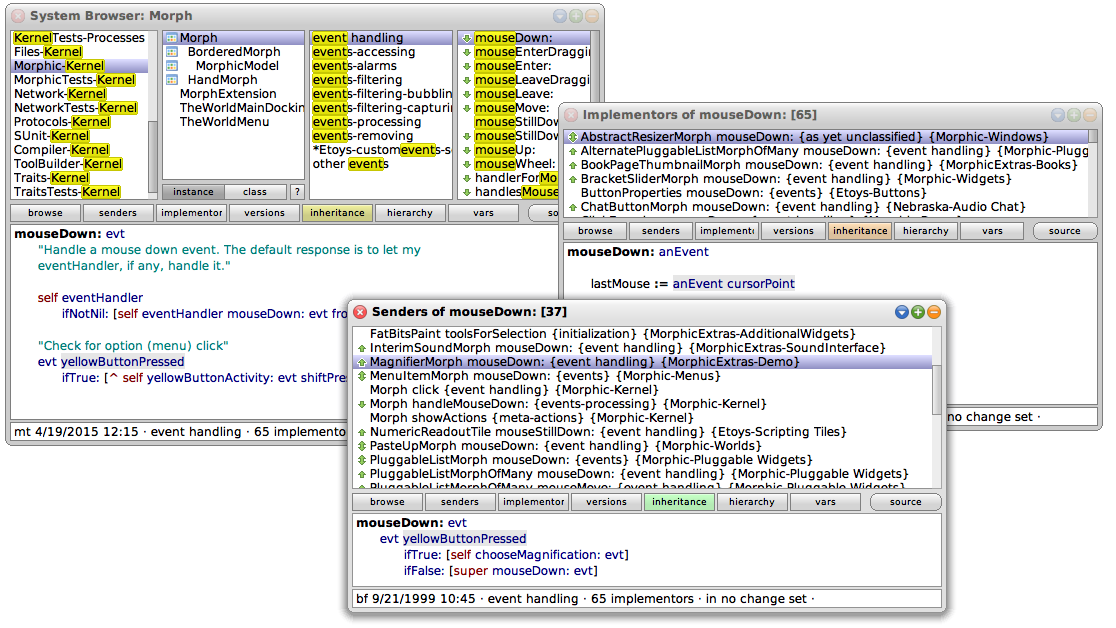 System Browser: Morph
KernelTests-Processes
Files-Kernel
Morphic-Kernel
MorphicTests-Kernel
Network-Kernel
NetworkTests-Kernel
Protocols-Kernel
SUnit-Kernel
Compiler-Kernel
ToolBuilder-Kernel
Traits-Kernel
TraitsTests-Kernel
Morph
BorderedMorph
MorphicModel
HandMorph
MorphExtension
TheWorldMainDockin
TheWorldMenu
instance class ?
event handling
events-accessing
events-alarms
events-filtering
events-filtering-bubblin
events-filtering-capturi
events-processing
events-removing
*Etoys-customevents-s
other events
mouseDown:
mouseEnterDraggi
mouseEnter:
mouseLeaveDraggi
mouseLeave:
mouseMove:
mouseStillDown
mouseStillDow
mouseUp:
mouseWheel:
handlerForMo
handlesMouse
browse senders implementor versions inheritance hierarchy vars so
mouseDown: evt
"Handle a mouse down event. The default response is to let my
eventHandler, if any, handle it."
self eventHandler
ifNotNil: [self eventHandler mouseDown: evt fro
"Check for option (menu) click"
evt yellowButtonPressed
ifTrue: [^ self yellowButtonActivity: evt shiftPres
mt 4/19/2015 12:15 · event handling · 65 implemento
Implementors of mouseDown: [65]
AbstractResizerMorph mouseDown: {as yet unclassified} {Morphic-Windows}
AlternatePluggableListMorphOfMany mouseDown: {event handling} {Morphic-Plugg
BookPageThumbnailMorph mouseDown: {event handling} {MorphicExtras-Books}
BracketSliderMorph mouseDown: {event handling} {Morphic-Widgets}
ButtonProperties mouseDown: {events} {Etoys-Buttons}
ChatButtonMorph mouseDown: {event handling} {Nebraska-Audio Chat}
browse senders implementi versions inheritance hierarchy vars source
mouseDown: anEvent
lastMouse := anEvent cursorPoint
no change set ·
Senders of mouseDown: [37]
FatBitsPaint toolsForSelection {initialization} {MorphicExtras-AdditionalWidgets}
InterimSoundMorph mouseDown: {event handling} {MorphicExtras-SoundInterface}
MagnifierMorph mouseDown: {event handling} {MorphicExtras-Demo}
MenuItemMorph mouseDown: {events} {Morphic-Menus}
Morph click {event handling} {Morphic-Kernel}
Morph handleMouseDown: {events-processing} {Morphic-Kernel}
Morph showActions {meta-actions} {Morphic-Kernel}
NumericReadoutTile mouseStillDown: {event handling} {Etoys-Scripting Tiles}
PasteUpMorph mouseDown: {event handling} {Morphic-Worlds}
PluggableListMorph mouseDown: {events} {Morphic-Pluggable Widgets}
PluggableListMorphOfMany mouseDown: {event handling} {Morphic-Pluggable Widgets}
PluggableListMorphOfMany mouseMove: {event handling} {Morphic-Pluggable Widgets}
browse senders implementor versions inheritance hierarchy vars source
mouseDown: evt
evt yellowButtonPressed
ifTrue: [self chooseMagnification: evt]
ifFalse: [super mouseDown: evt]
bf 9/21/1999 10:45 · event handling · 65 implementors · in no change set ·